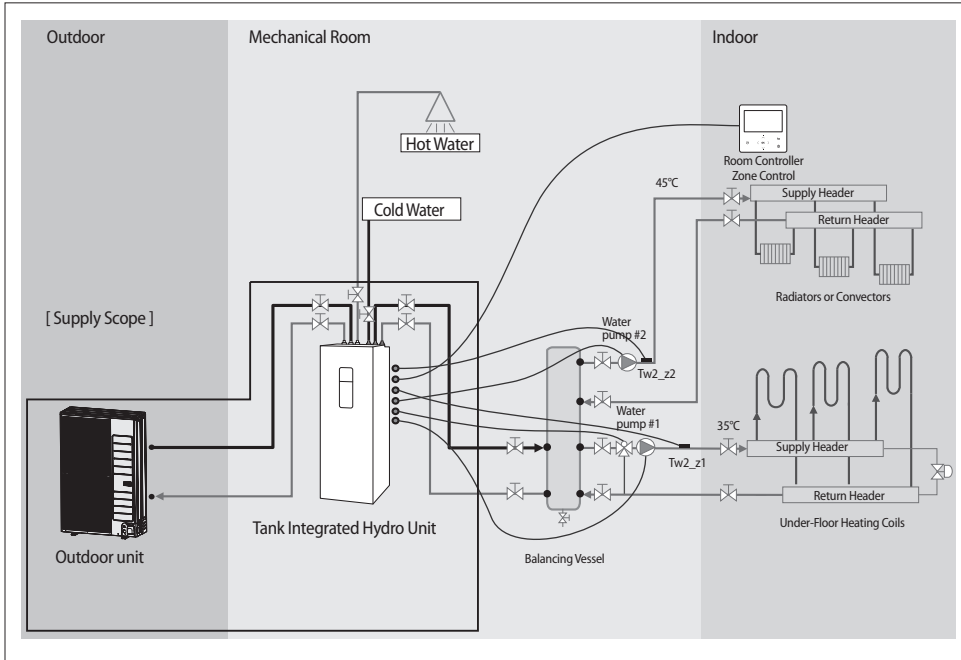 Outdoor
Mechanical Room
Indoor
Hot Water
Cold Water
Room Controller
Zone Control
45°C
Supply Header
Return Header
Radiators or Convectors
[ Supply Scope ]
Water
pump #2
Tw2_z2
Water
pump #1
35°C
Tw2_z1
Supply Header
Return Header
Under-Floor Heating Coils
Tank Integrated Hydro Unit
Outdoor unit
Balancing Vessel